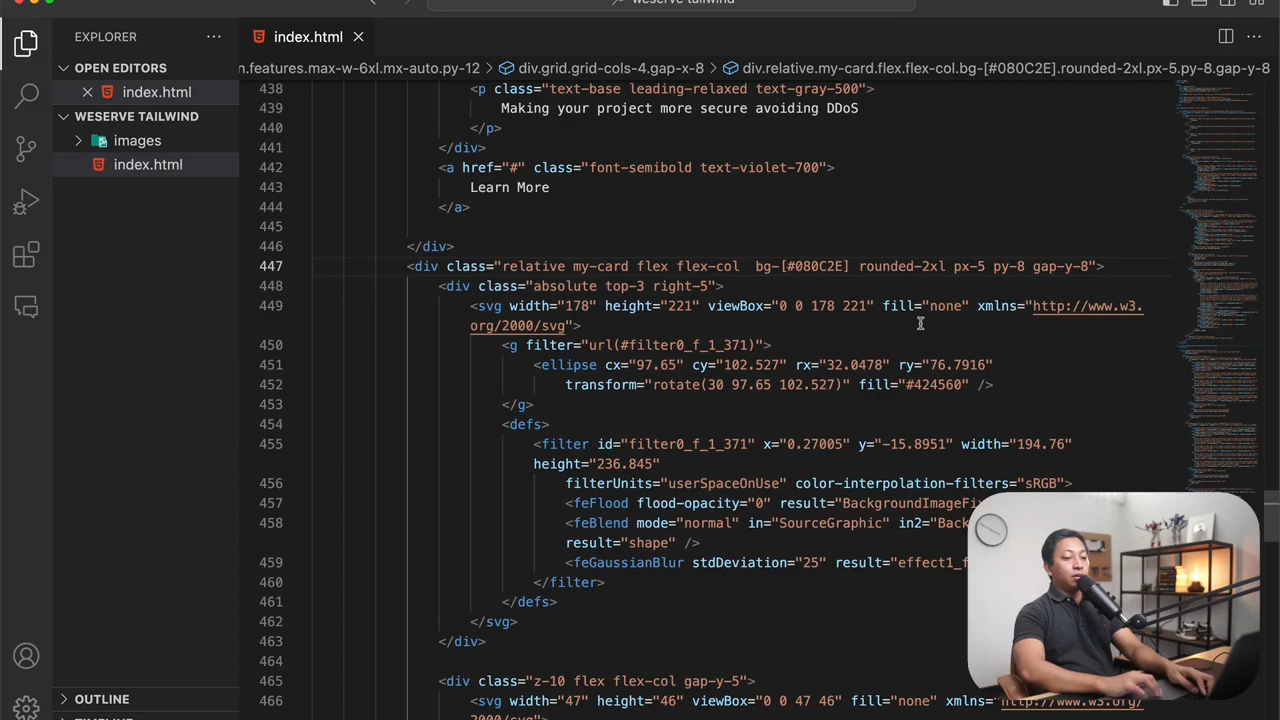 weserve tailwind
EXPLORER
index.html
OPEN EDITORS
index.html
WESERVE TAILWIND
images
index.html
OUTLINE
n.features.max-w-6xl.mx-auto.py-12 > div.grid.grid-cols-4.gap-x-8 > div.relative.my-card.flex.flex-col.bg-[#080C2E].rounded-2xl.px-5.py-8.gap-y-8
438 <p class="text-base leading-relaxed text-gray-500">
439 Making your project more secure avoiding DDoS
440 </p>
441 </div>
442 <a href="#" class="font-semibold text-violet-700">
443 Learn More
444 </a>
445
446 </div>
447 <div class="relative my-card flex flex-col  bg-[#080C2E] rounded-2xl px-5 py-8 gap-y-8">
448 <div class="absolute top-3 right-5">
449 <svg width="178" height="221" viewBox="0 0 178 221" fill="none" xmlns="http://www.w3.
org/2000/svg">
450 <g filter="url(#filter0_f_1_371)">
451 <ellipse cx="97.65" cy="102.527" rx="32.0478" ry="76.7916"
452 transform="rotate(30 97.65 102.527)" fill="#424560" />
453 </g>
454 <defs>
455 <filter id="filter0_f_1_371" x="0.27005" y="-15.8951" width="194.76"
height="236.845"
456 filterUnits="userSpaceOnUse" color-interpolation-filters="sRGB">
457 <feFlood flood-opacity="0" result="BackgroundImageFi
458 <feBlend mode="normal" in="SourceGraphic" in2="Bac
result="shape" />
459 <feGaussianBlur stdDeviation="25" result="effect1_f
460 </filter>
461 </defs>
462 </svg>
463 </div>
464
465 <div class="z-10 flex flex-col gap-y-5">
466 <svg width="47" height="46" viewBox="0 0 47 46" fill="none" xmlns="http://www.w3.org/
2000/svg">